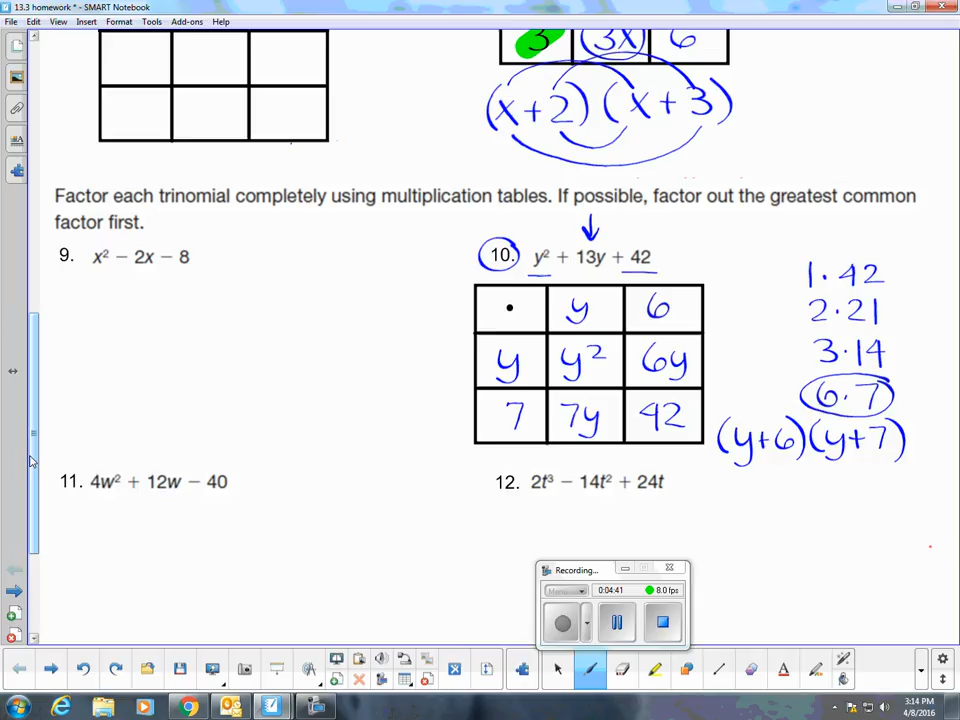 13.3 homework * - SMART Notebook
File Edit View Insert Format Tools Add-ons Help
3 (3x) 6
(x+2)(x+3)
Factor each trinomial completely using multiplication tables. If possible, factor out the greatest common
factor first.
9. x² − 2x − 8
10. y² + 13y + 42
• y 6
y y² 6y
7 7y 42
1·42
2·21
3·14
6·7
(y+6)(y+7)
11. 4w² + 12w − 40
12. 2t³ − 14t² + 24t
Recording...
Menu 0:04:41 8.0 fps
3:14 PM
4/8/2016